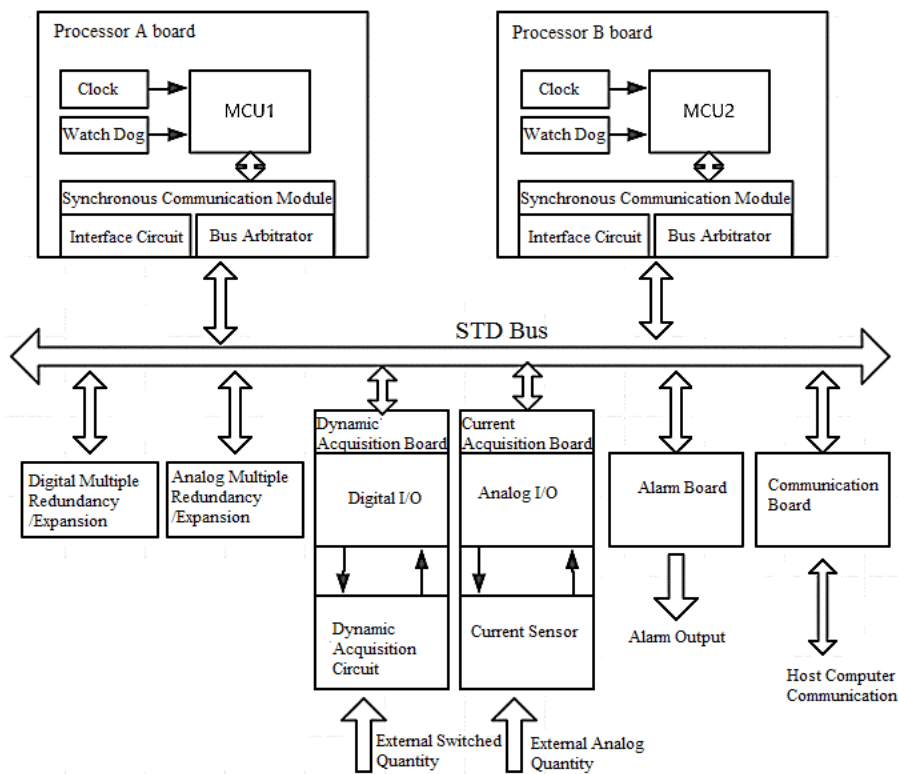 Processor A board
Clock
MCU1
Watch Dog
Synchronous Communication Module
Interface Circuit
Bus Arbitrator
Processor B board
Clock
MCU2
Watch Dog
Synchronous Communication Module
Interface Circuit
Bus Arbitrator
STD Bus
Digital Multiple
Redundancy
/Expansion
Analog Multiple
Redundancy
/Expansion
Dynamic
Acquisition Board
Digital I/O
Dynamic
Acquisition
Circuit
Current
Acquisition Board
Analog I/O
Current Sensor
Alarm Board
Alarm Output
Communication
Board
Host Computer
Communication
External Switched
Quantity
External Analog
Quantity